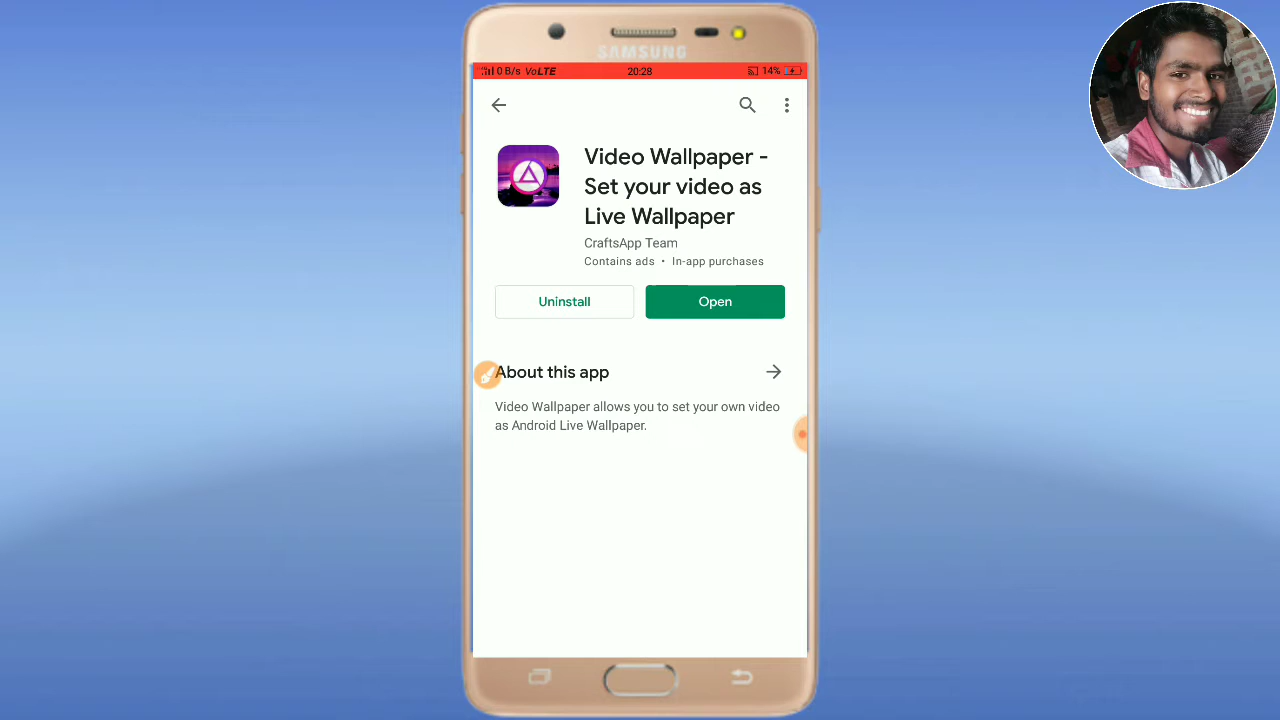 SAMSUNG
0 B/s VoLTE 20:28 14%
Video Wallpaper -
Set your video as
Live Wallpaper
CraftsApp Team
Contains ads • In-app purchases
Uninstall Open
About this app
Video Wallpaper allows you to set your own video
as Android Live Wallpaper.